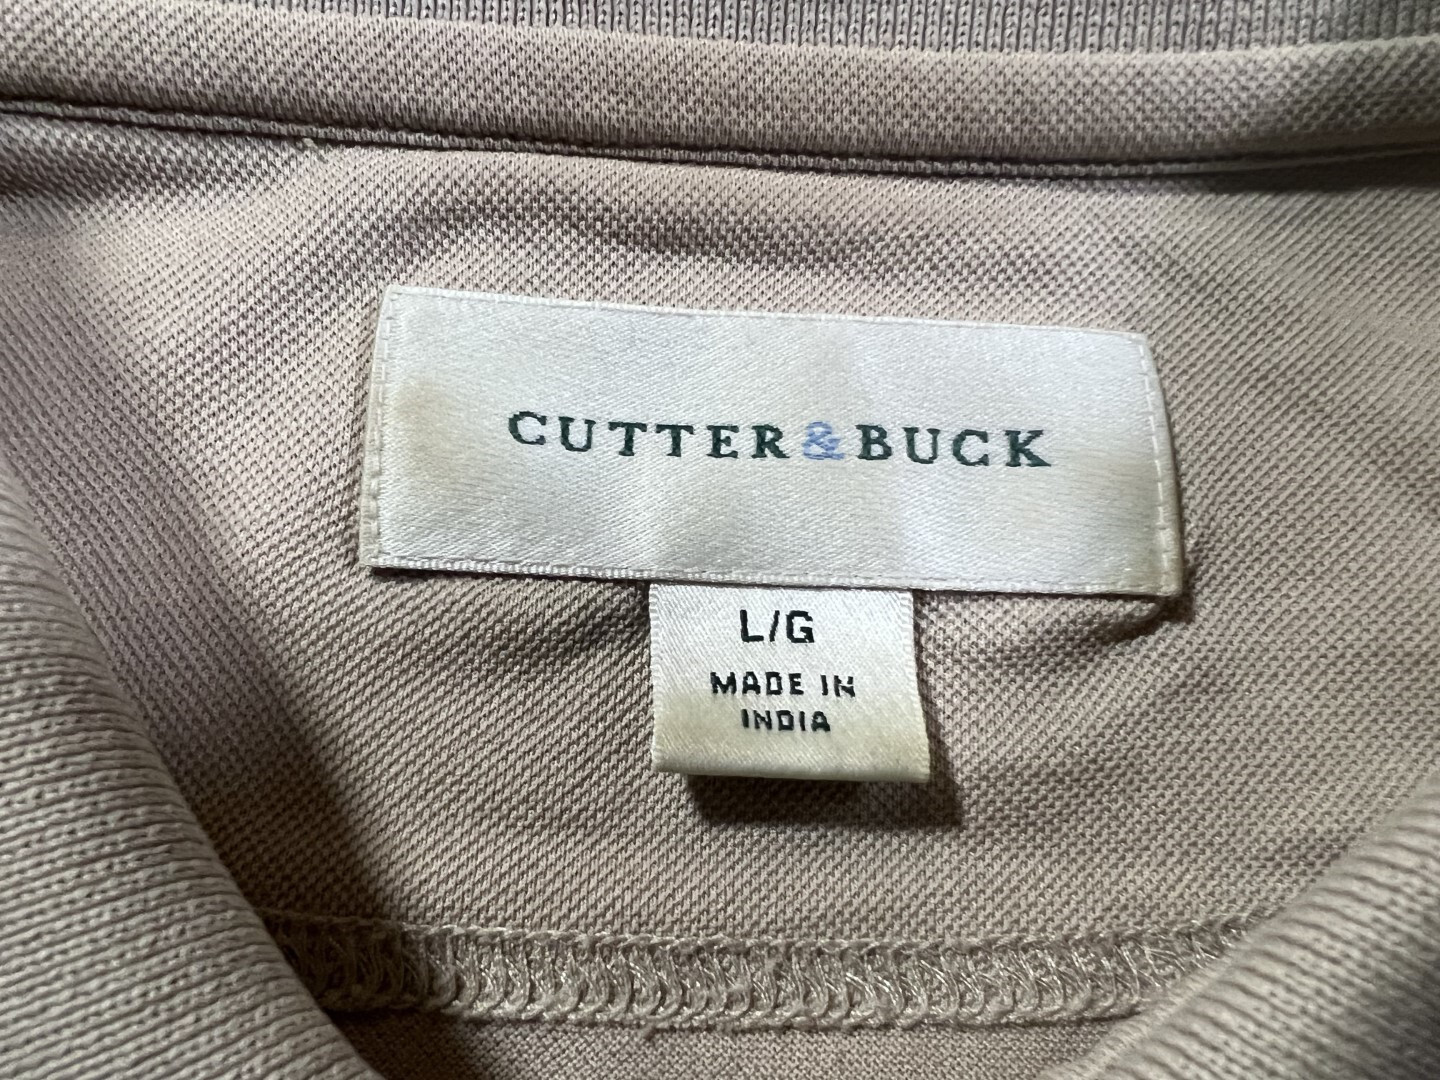 CUTTER & BUCK
L/G
MADE IN
INDIA